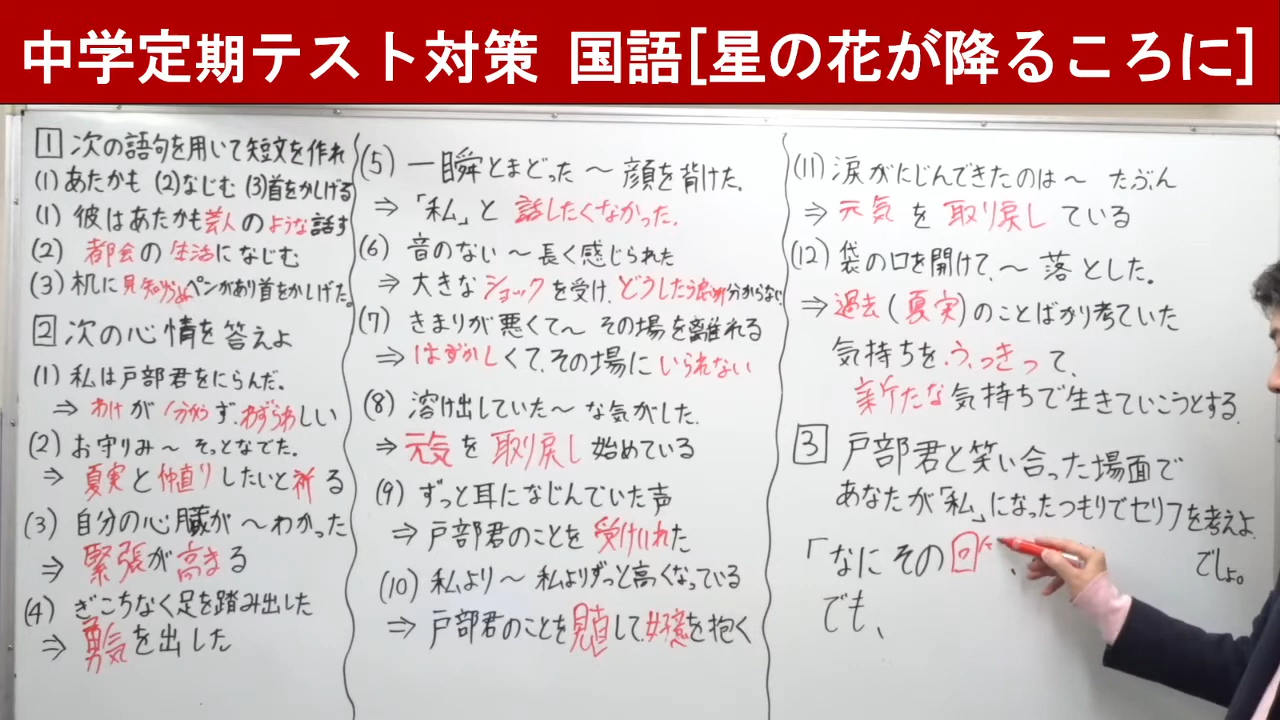 中学定期テスト対策 国語[星の花が降るころに]
1 次の語句を用いて短文を作れ
(1)あたかも (2)なじむ (3)首をかしげる
(1) 彼はあたかも芸人のような話す
(2) 都会の生活になじむ
(3) 机に見知らぬペンがあり首をかしげた。
2 次の心情を答えよ
(1) 私は戸部君をにらんだ。
⇒ わけが分からず、わずらわしい
(2) お守りみ～そっとなでた。
⇒ 夏実と仲直りしたいと祈る
(3) 自分の心臓が～わかった
⇒ 緊張が高まる
(4) ぎこちなく足を踏み出した
⇒ 勇気を出した
(5) 一瞬とまどった～顔を背けた。
⇒「私」と 話したくなかった。
(6) 音のない～長く感じられた
⇒ 大きなショックを受け、どうしたら良いか分からない
(7) きまりが悪くて～その場を離れる
⇒ はずかしくて、その場にいられない
(8) 溶け出していた～な気がした。
⇒ 元気を取り戻し始めている
(9) ずっと耳になじんでいた声
⇒ 戸部君のことを受けいれた
(10) 私より～私よりずっと高くなっている
⇒ 戸部君のことを見直して、好意を抱く
(11) 涙がにじんできたのは～たぶん
⇒ 元気を取り戻している
(12) 袋の口を開けて、～落とした。
⇒ 過去(夏実)のことばかり考ていた
気持ちを、ふっきって、
新たな気持ちで生きていこうとする。
3 戸部君と笑い合った場面で
あなたが「私」になったつもりでセリフを考えよ。
「なにその回 でしょ。
でも、